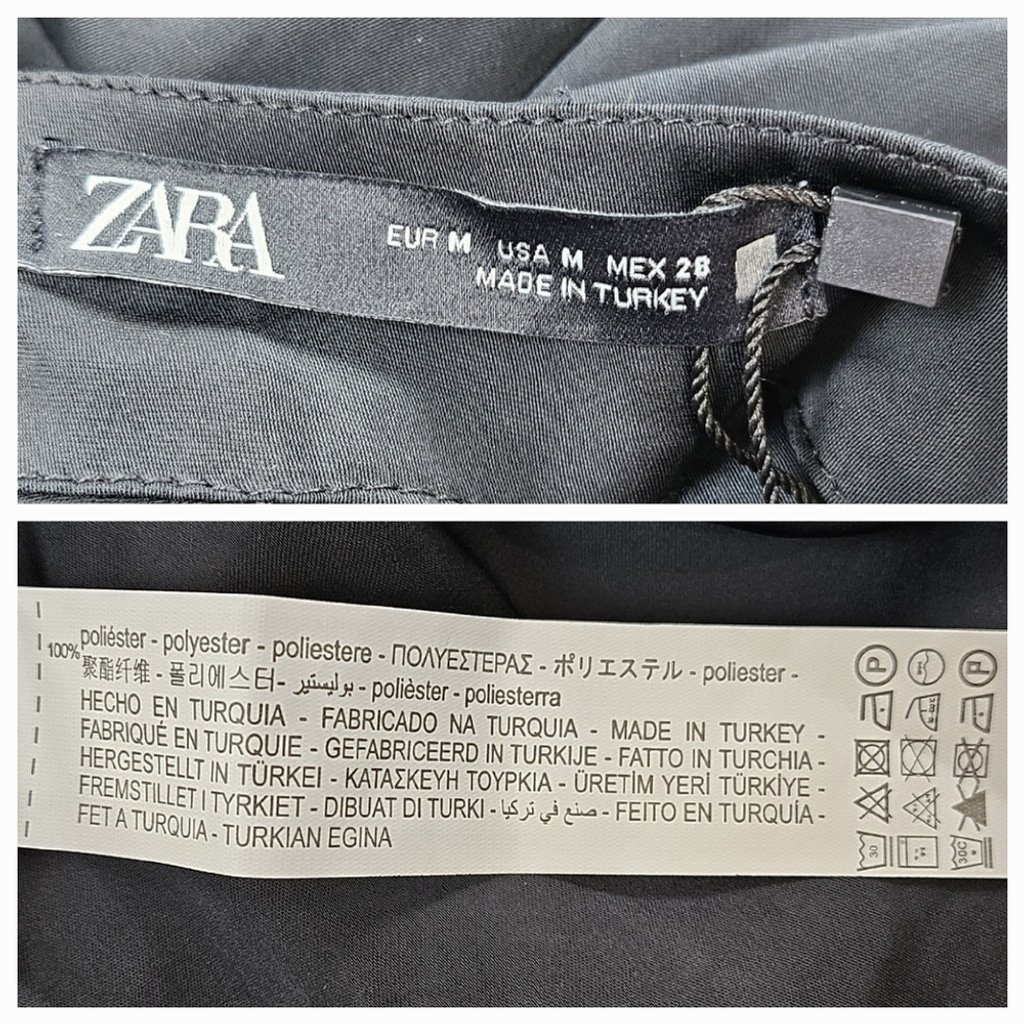 ZARA
EUR M USA M MEX 28
MADE IN TURKEY
100% poliéster - polyester - poliestere - ΠΟΛΥΕΣΤΕΡΑΣ - ポリエステル - poliester -
聚酯纤维 - 폴리에스터 - بوليستير - polièster - poliesterra
HECHO EN TURQUIA - FABRICADO NA TURQUIA - MADE IN TURKEY -
FABRIQUÉ EN TURQUIE - GEFABRICEERD IN TURKIJE - FATTO IN TURCHIA -
HERGESTELLT IN TÜRKEI - ΚΑΤΑΣΚΕΥΗ ΤΟΥΡΚΙΑ - ÜRETİM YERİ TÜRKİYE -
FREMSTILLET I TYRKIET - DIBUAT DI TURKI - صنع في تركيا - FEITO EN TURQUÍA -
FET A TURQUIA - TURKIAN EGINA
P P
30 30C